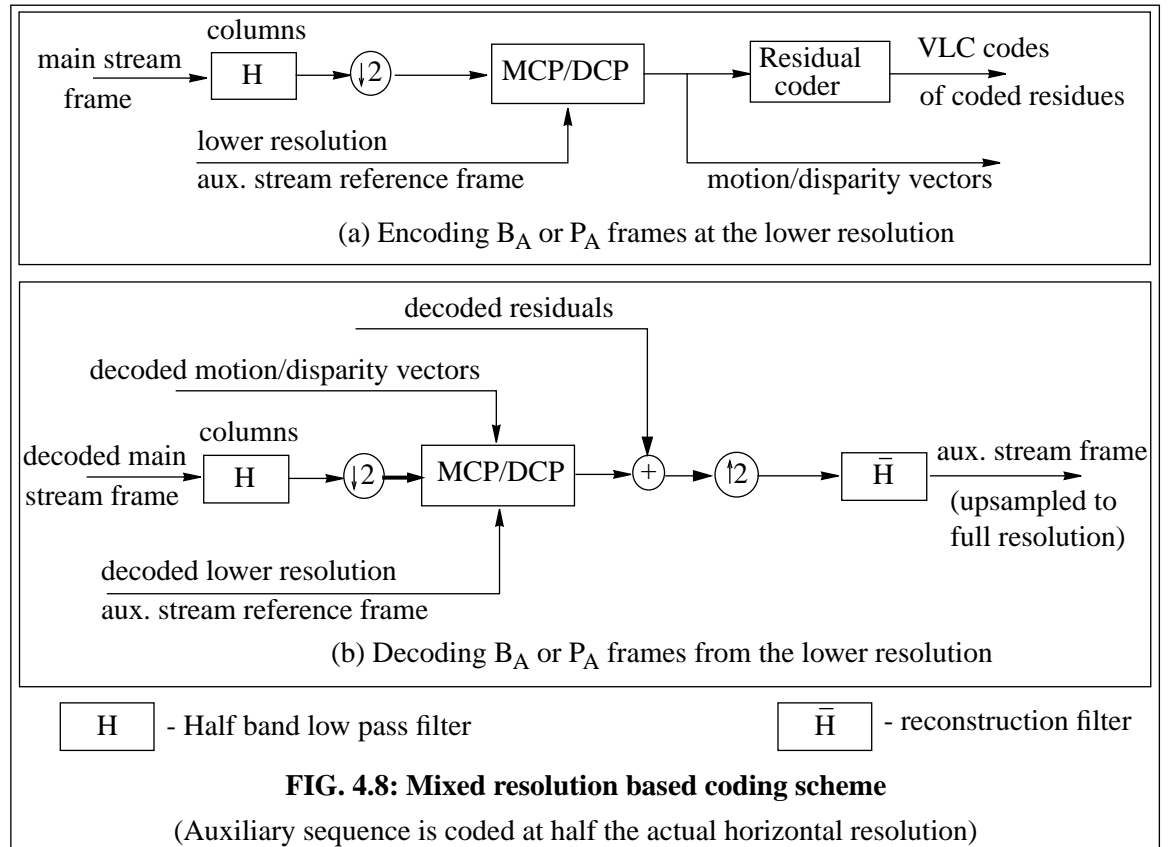 columns
main stream
frame
H
↓2
MCP/DCP
Residual
coder
VLC codes
of coded residues
lower resolution
aux. stream reference frame
motion/disparity vectors
(a) Encoding B_A or P_A frames at the lower resolution
decoded residuals
decoded motion/disparity vectors
columns
decoded main
stream frame
H
↓2
MCP/DCP
+
↑2
H̄
aux. stream frame
(upsampled to
full resolution)
decoded lower resolution
aux. stream reference frame
(b) Decoding B_A or P_A frames from the lower resolution
H - Half band low pass filter
H̄ - reconstruction filter
FIG. 4.8: Mixed resolution based coding scheme
(Auxiliary sequence is coded at half the actual horizontal resolution)